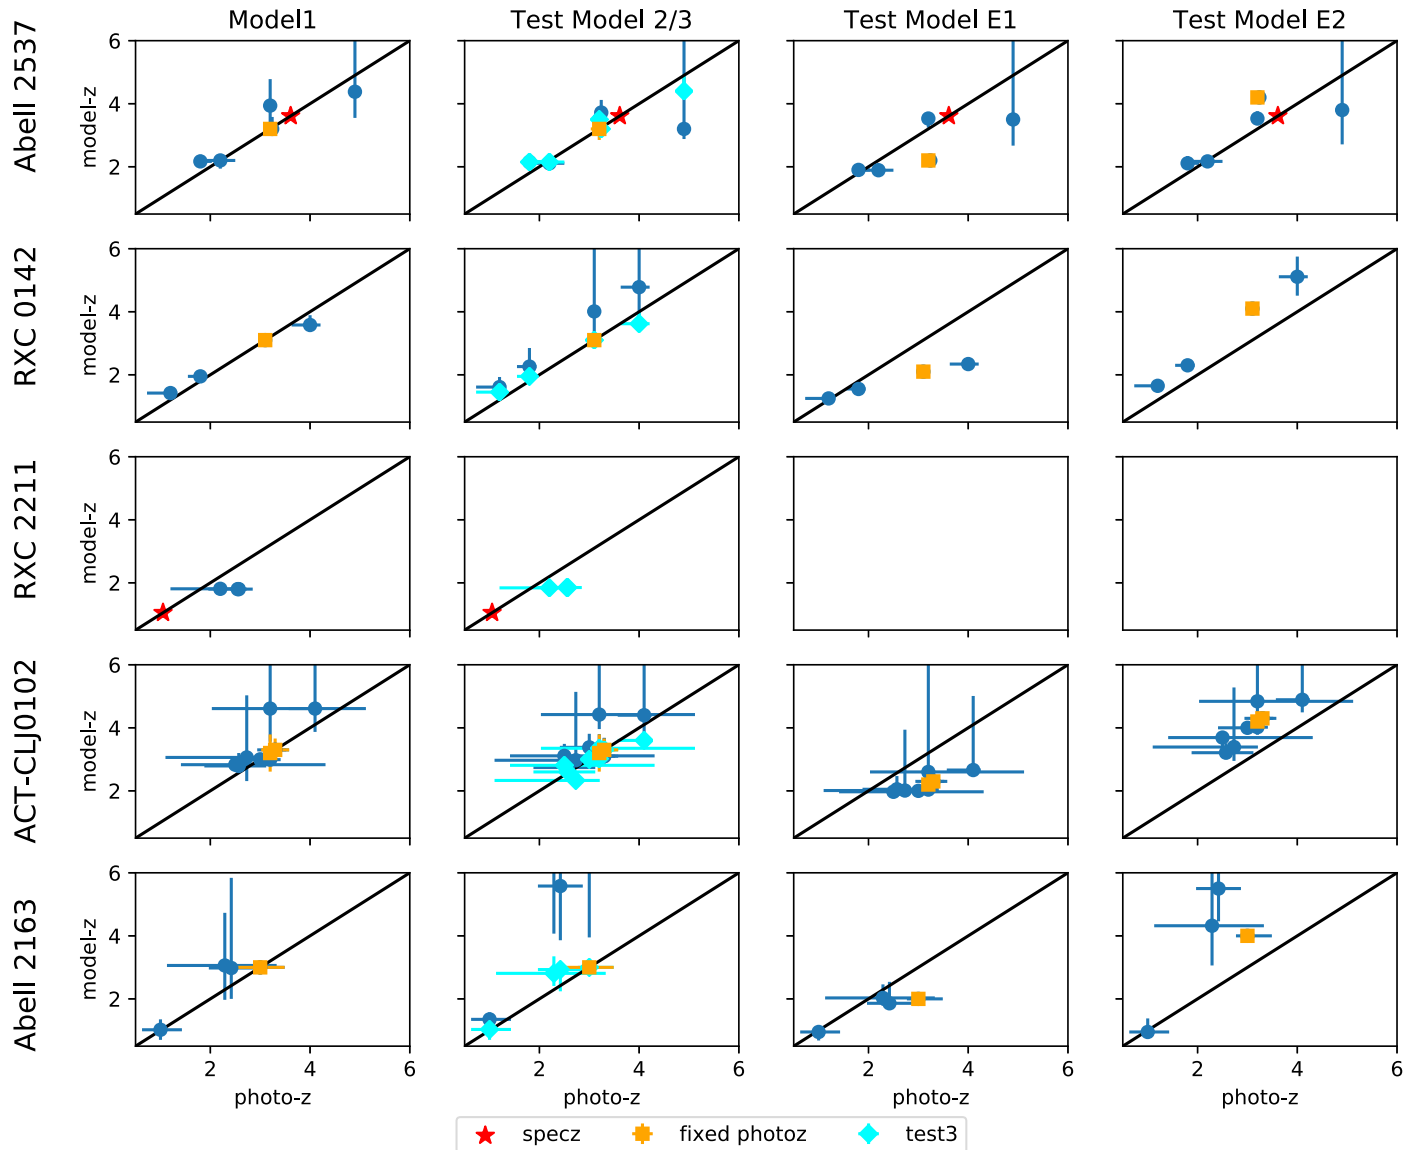 Model1 Test Model 2/3 Test Model E1 Test Model E2
Abell 2537
model-z
6
4
2
RXC 0142
model-z
6
4
2
RXC 2211
model-z
6
4
2
ACT-CLJ0102
model-z
6
4
2
Abell 2163
model-z
6
4
2
2 4 6 2 4 6 2 4 6 2 4 6
photo-z photo-z photo-z photo-z
specz fixed photoz test3